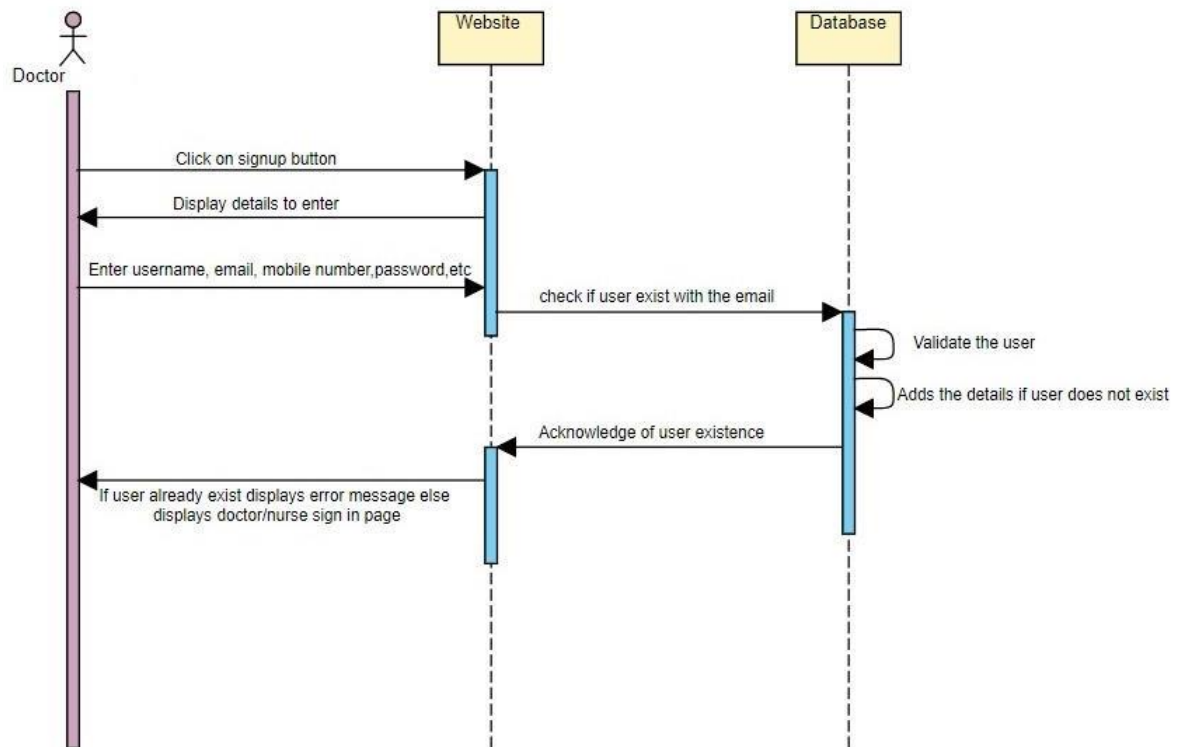 Website
Database
Doctor
Click on signup button
Display details to enter
Enter username, email, mobile number,password,etc
check if user exist with the email
Validate the user
Adds the details if user does not exist
Acknowledge of user existence
If user already exist displays error message else
displays doctor/nurse sign in page